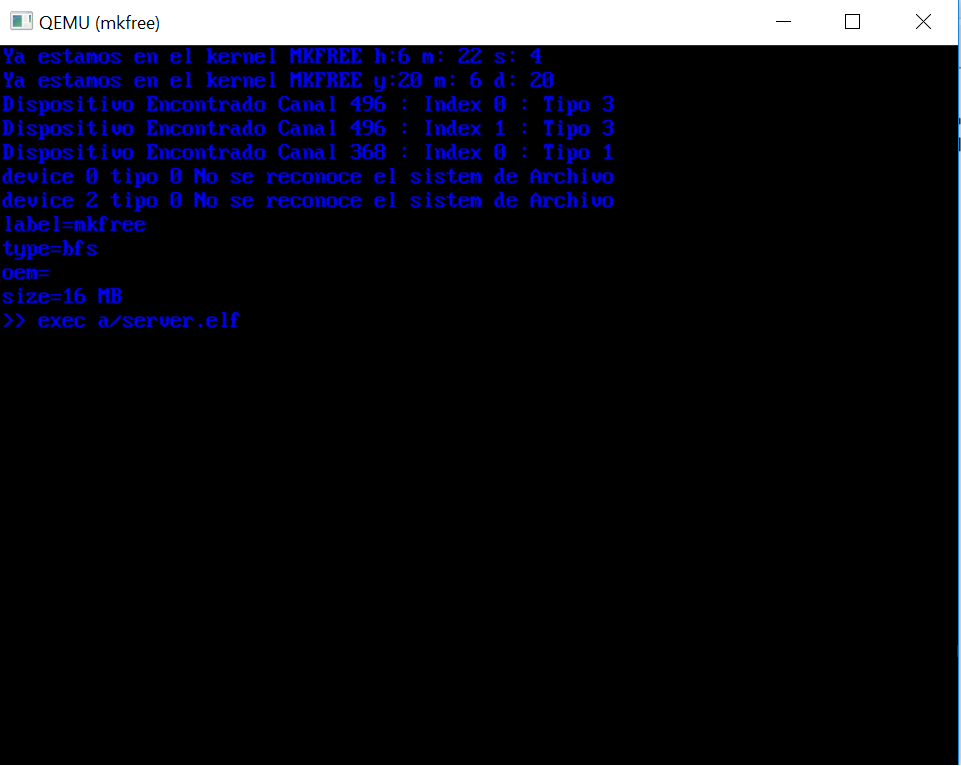 QEMU (mkfree)
Ya estamos en el kernel MKFREE h:6 m: 22 s: 4
Ya estamos en el kernel MKFREE y:20 m: 6 d: 20
Dispositivo Encontrado Canal 496 : Index 0 : Tipo 3
Dispositivo Encontrado Canal 496 : Index 1 : Tipo 3
Dispositivo Encontrado Canal 368 : Index 0 : Tipo 1
device 0 tipo 0 No se reconoce el sistem de Archivo
device 2 tipo 0 No se reconoce el sistem de Archivo
label=mkfree
type=bfs
oem=
size=16 MB
>> exec a/server.elf